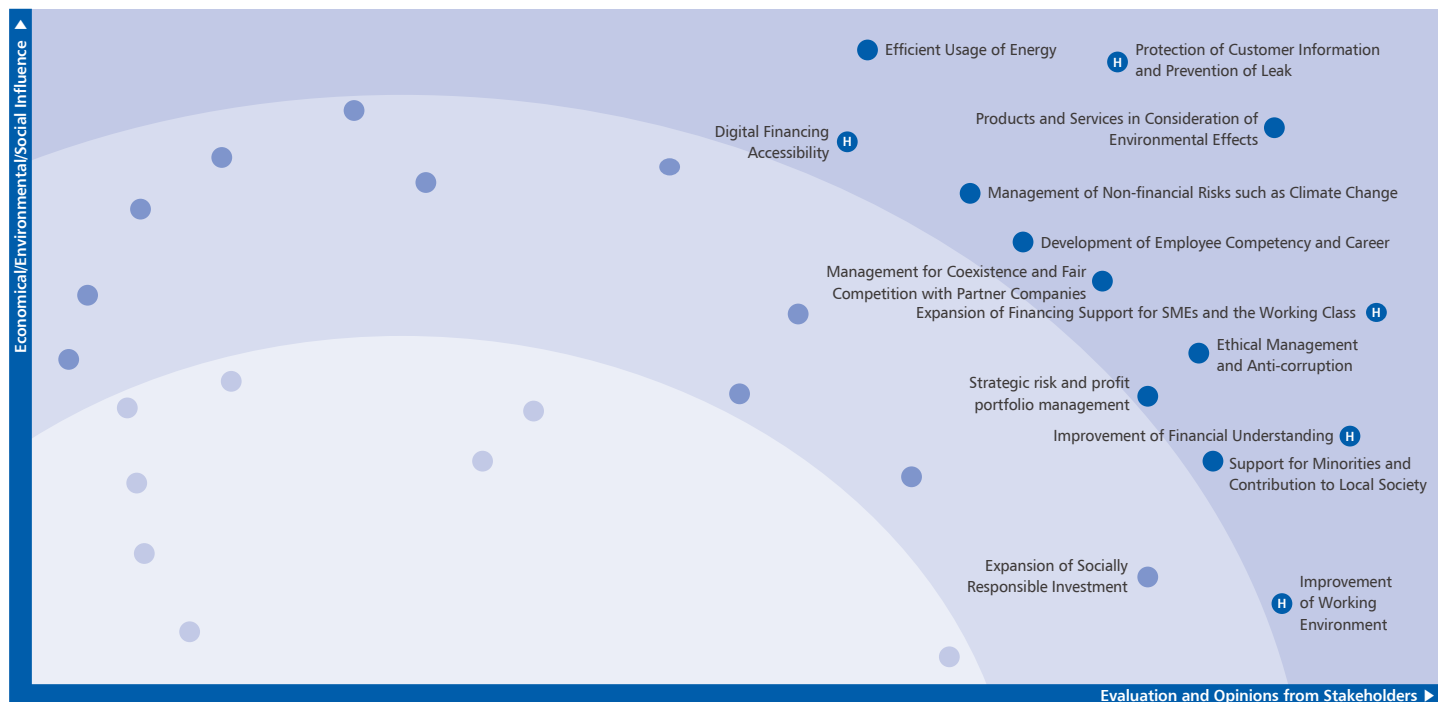 Economical/Environmental/Social Influence ▲
Efficient Usage of Energy
H
Protection of Customer Information
and Prevention of Leak
Digital Financing
Accessibility
H
Products and Services in Consideration of
Environmental Effects
Management of Non-financial Risks such as Climate Change
Development of Employee Competency and Career
Management for Coexistence and Fair
Competition with Partner Companies
Expansion of Financing Support for SMEs and the Working Class
H
Ethical Management
and Anti-corruption
Strategic risk and profit
portfolio management
Improvement of Financial Understanding
H
Support for Minorities and
Contribution to Local Society
Expansion of Socially
Responsible Investment
H
Improvement
of Working
Environment
Evaluation and Opinions from Stakeholders ▶